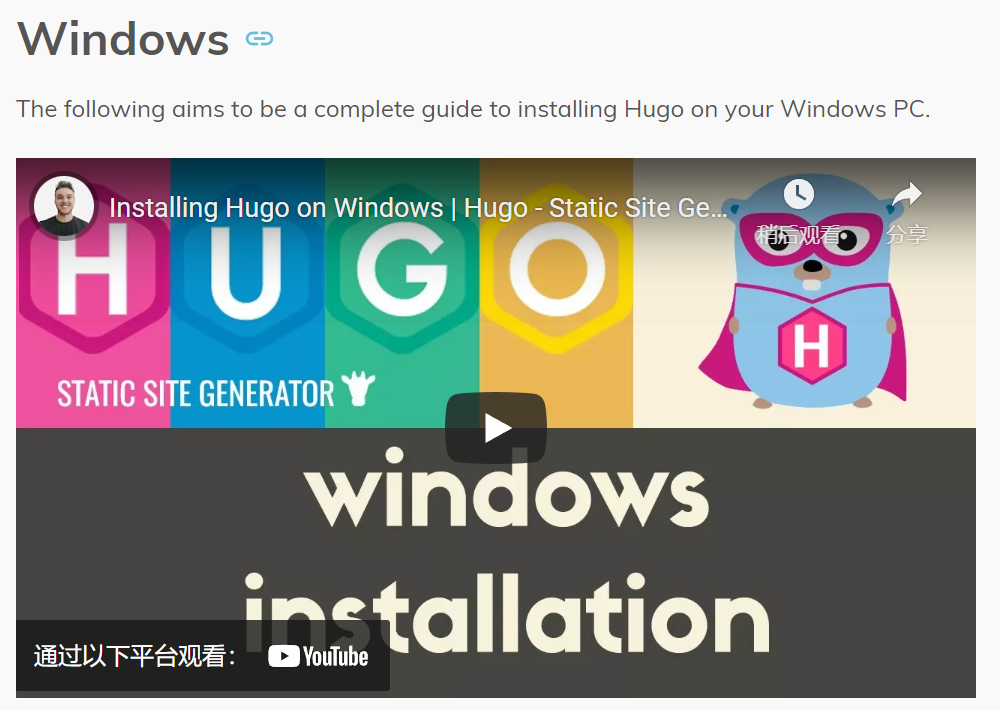 Windows
The following aims to be a complete guide to installing Hugo on your Windows PC.
Installing Hugo on Windows | Hugo - Static Site Ge...
稍后观看
分享
HUGO
H
STATIC SITE GENERATOR
windows
installation
通过以下平台观看： YouTube